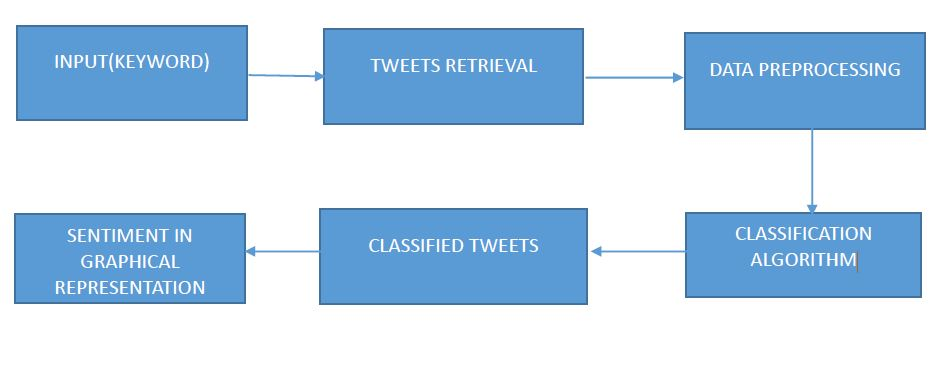 INPUT(KEYWORD)
TWEETS RETRIEVAL
DATA PREPROCESSING
CLASSIFICATION
ALGORITHM
CLASSIFIED TWEETS
SENTIMENT IN
GRAPHICAL
REPRESENTATION